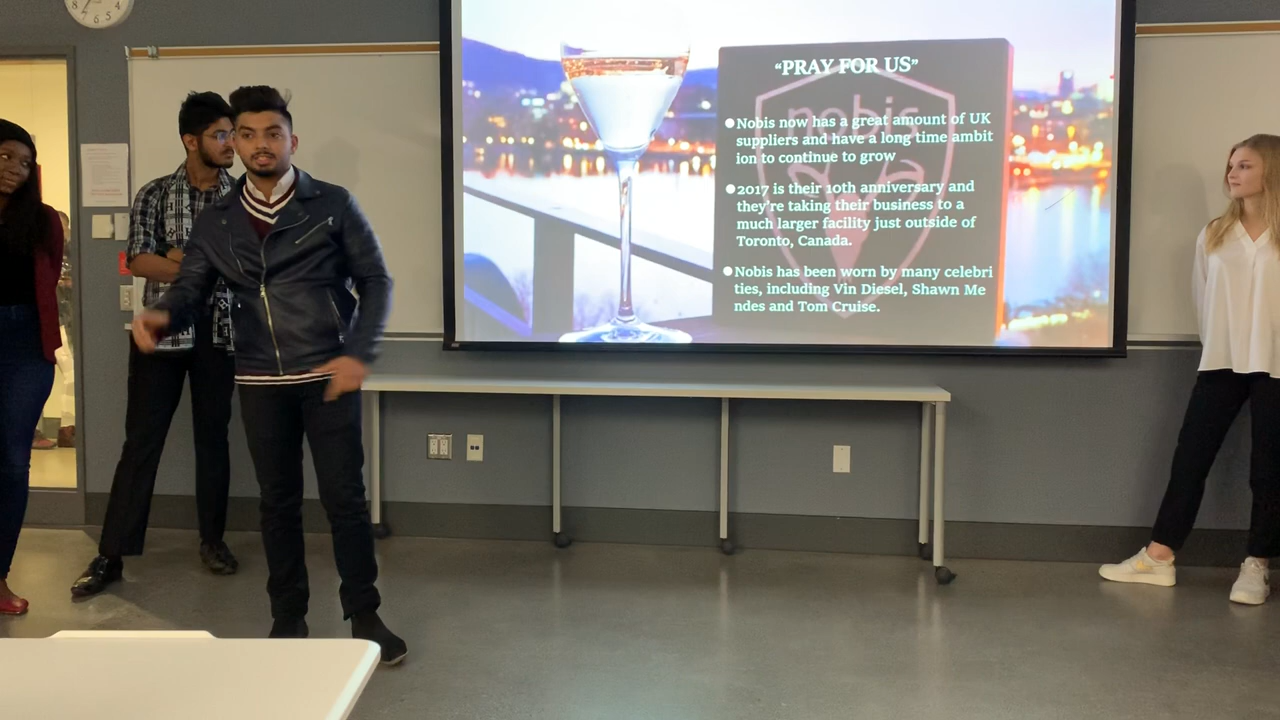 “PRAY FOR US”
nobis
Nobis now has a great amount of UK
suppliers and have a long time ambit
ion to continue to grow
2017 is their 10th anniversary and
they're taking their business to a
much larger facility just outside of
Toronto, Canada.
Nobis has been worn by many celebri
ties, including Vin Diesel, Shawn Me
ndes and Tom Cruise.